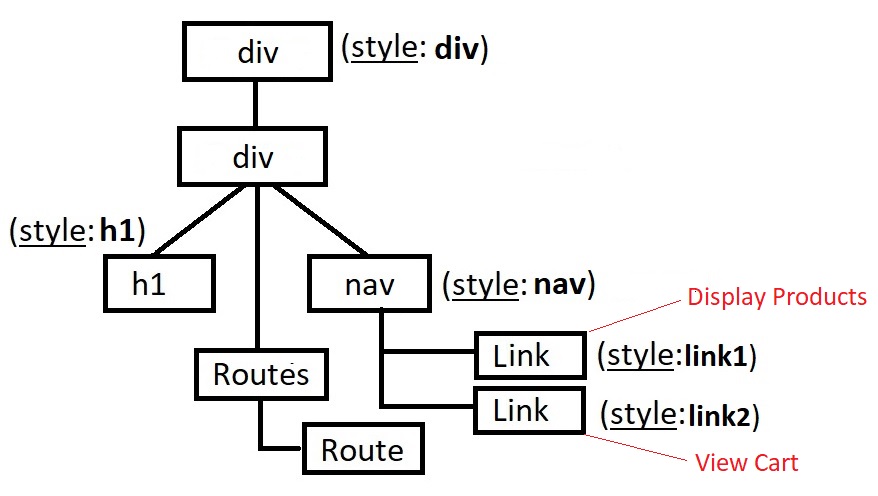 div
(style: div)
div
(style: h1)
h1
nav
(style: nav)
Display Products
Link
(style:link1)
Routes
Link
(style:link2)
Route
View Cart